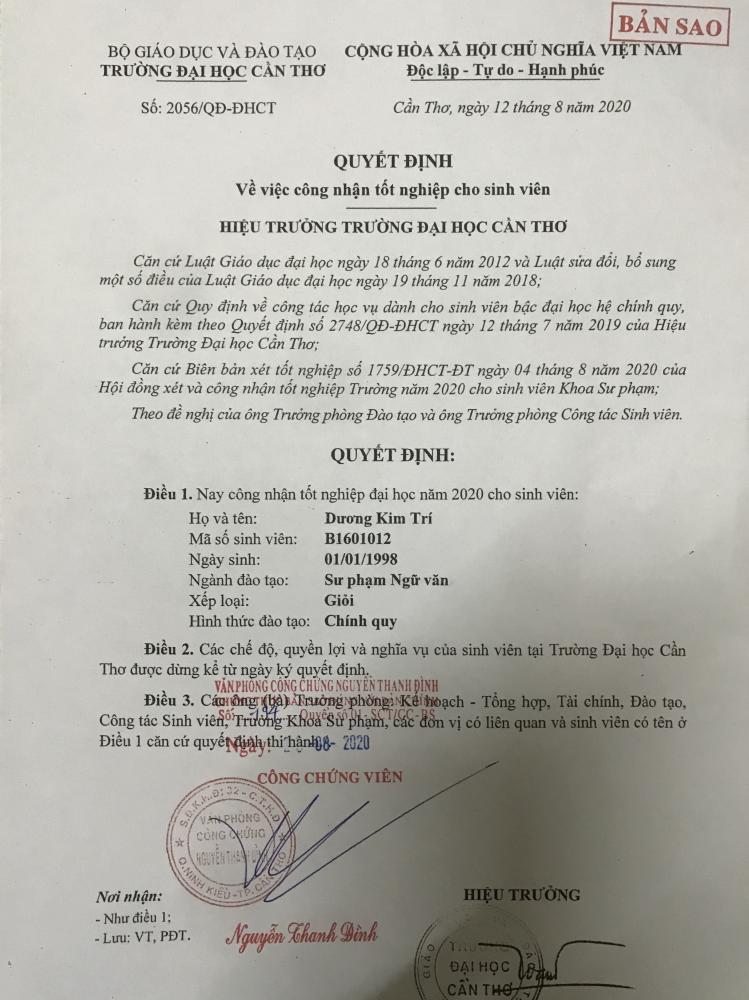 BẢN SAO
BỘ GIÁO DỤC VÀ ĐÀO TẠO
CỘNG HÒA XÃ HỘI CHỦ NGHĨA VIỆT NAM
TRƯỜNG ĐẠI HỌC CẦN THƠ
Độc lập - Tự do - Hạnh phúc
Số: 2056/QĐ-ĐHCT
Cần Thơ, ngày 12 tháng 8 năm 2020
QUYẾT ĐỊNH
Về việc công nhận tốt nghiệp cho sinh viên
HIỆU TRƯỞNG TRƯỜNG ĐẠI HỌC CẦN THƠ
Căn cứ Luật Giáo dục đại học ngày 18 tháng 6 năm 2012 và Luật sửa đổi, bổ sung
một số điều của Luật Giáo dục đại học ngày 19 tháng 11 năm 2018;
Căn cứ Quy định về công tác học vụ dành cho sinh viên bậc đại học hệ chính quy,
ban hành kèm theo Quyết định số 2748/QĐ-ĐHCT ngày 12 tháng 7 năm 2019 của Hiệu
trưởng Trường Đại học Cần Thơ;
Căn cứ Biên bản xét tốt nghiệp số 1759/ĐHCT-ĐT ngày 04 tháng 8 năm 2020 của
Hội đồng xét và công nhận tốt nghiệp Trường năm 2020 cho sinh viên Khoa Sư phạm;
Theo đề nghị của ông Trưởng phòng Đào tạo và ông Trưởng phòng Công tác Sinh viên.
QUYẾT ĐỊNH:
Điều 1. Nay công nhận tốt nghiệp đại học năm 2020 cho sinh viên:
Họ và tên: Dương Kim Trí
Mã số sinh viên: B1601012
Ngày sinh: 01/01/1998
Ngành đào tạo: Sư phạm Ngữ văn
Xếp loại: Giỏi
Hình thức đào tạo: Chính quy
Điều 2. Các chế độ, quyền lợi và nghĩa vụ của sinh viên tại Trường Đại học Cần
Thơ được dừng kể từ ngày ký quyết định.
VĂN PHÒNG CÔNG CHỨNG NGUYỄN THANH ĐÌNH
Điều 3. Các ông (bà) Trưởng phòng: Kế hoạch - Tổng hợp, Tài chính, Đào tạo,
Số: Quyển số 01 - SCT/GC-BS
Công tác Sinh viên, Trưởng Khoa Sư phạm, các đơn vị có liên quan và sinh viên có tên ở
Điều 1 căn cứ quyết định thi hành.
Ngày: -08- 2020
CÔNG CHỨNG VIÊN
VĂN PHÒNG
CÔNG CHỨNG
NGUYỄN THANH ĐÌNH
Q.NINH KIỀU-TP.CẦN THƠ
Nơi nhận:
HIỆU TRƯỞNG
- Như điều 1;
- Lưu: VT, PĐT.
Nguyễn Thanh Đình
TRƯỜNG
ĐẠI HỌC
CẦN THƠ